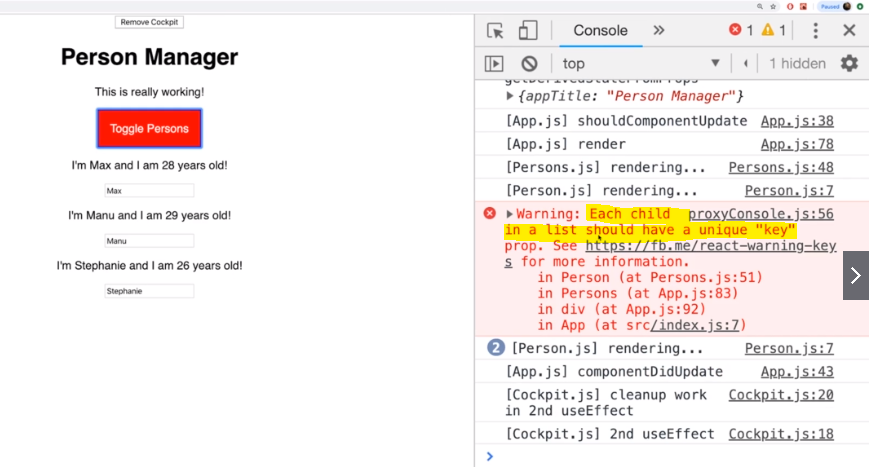 Paused
Remove Cockpit
Person Manager
This is really working!
Toggle Persons
I'm Max and I am 28 years old!
Max
I'm Manu and I am 29 years old!
Manu
I'm Stephanie and I am 26 years old!
Stephanie
Console
1
1
top
1 hidden
getDerivedStateFromProps
{appTitle: "Person Manager"}
[App.js] shouldComponentUpdate App.js:38
[App.js] render App.js:78
[Persons.js] rendering... Persons.js:48
[Person.js] rendering... Person.js:7
Warning: Each child proxyConsole.js:56
in a list should have a unique "key"
prop. See https://fb.me/react-warning-key
s for more information.
in Person (at Persons.js:51)
in Persons (at App.js:83)
in div (at App.js:92)
in App (at src/index.js:7)
2 [Person.js] rendering... Person.js:7
[App.js] componentDidUpdate App.js:43
[Cockpit.js] cleanup work Cockpit.js:20
in 2nd useEffect
[Cockpit.js] 2nd useEffect Cockpit.js:18